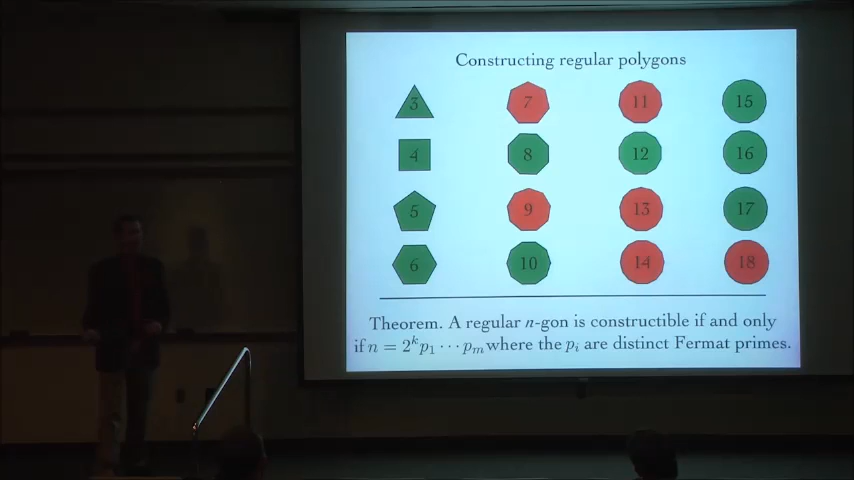 Constructing regular polygons
3 7 11 15
4 8 12 16
5 9 13 17
6 10 14 18
Theorem. A regular n-gon is constructible if and only
if n = 2^k p_1 ⋯ p_m where the p_i are distinct Fermat primes.